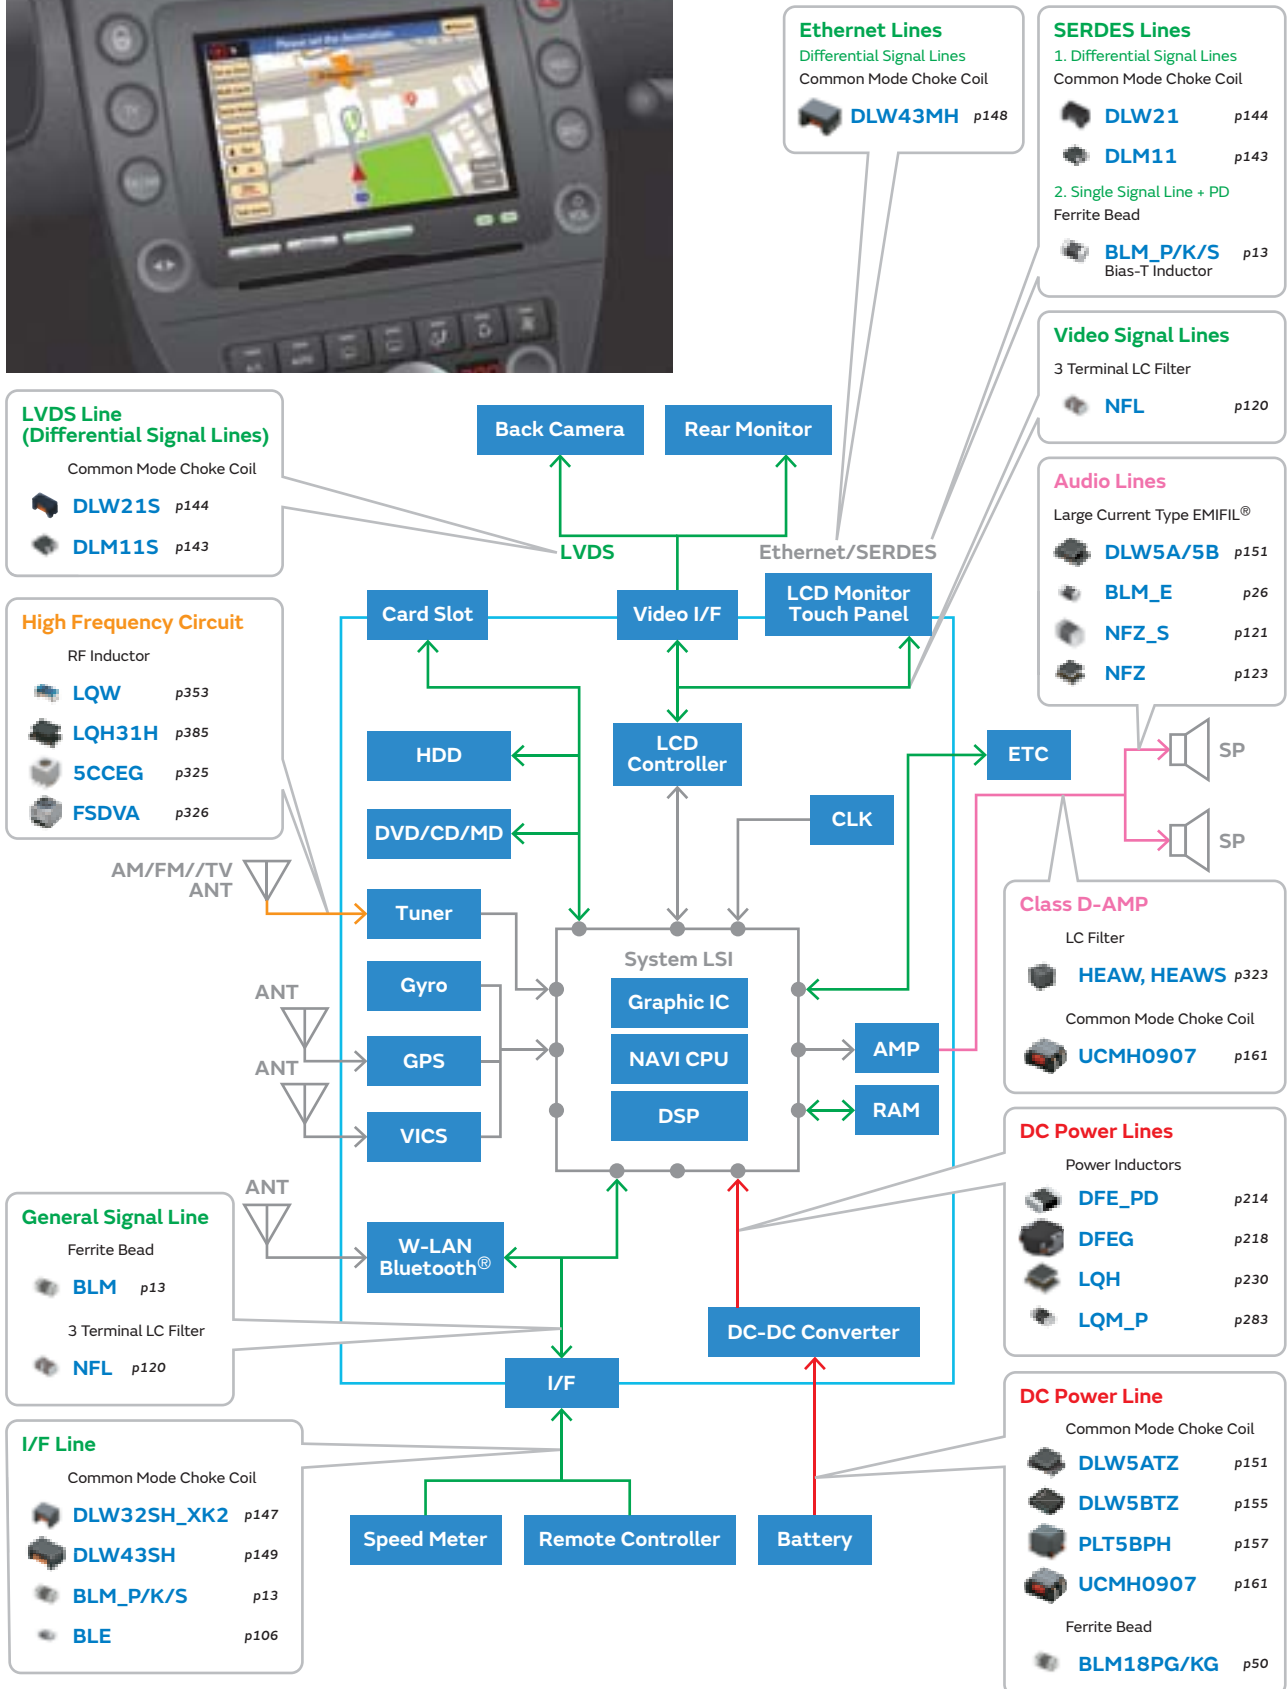 Please set the destination
Ethernet Lines
Differential Signal Lines
Common Mode Choke Coil
DLW43MH p148
SERDES Lines
1. Differential Signal Lines
Common Mode Choke Coil
DLW21 p144
DLM11 p143
2. Single Signal Line + PD
Ferrite Bead
BLM_P/K/S p13
Bias-T Inductor
Video Signal Lines
3 Terminal LC Filter
NFL p120
LVDS Line
(Differential Signal Lines)
Common Mode Choke Coil
DLW21S p144
DLM11S p143
Back Camera
Rear Monitor
LVDS
Ethernet/SERDES
Audio Lines
Large Current Type EMIFIL®
DLW5A/5B p151
BLM_E p26
NFZ_S p121
NFZ p123
High Frequency Circuit
RF Inductor
LQW p353
LQH31H p385
5CCEG p325
FSDVA p326
Card Slot
Video I/F
LCD Monitor
Touch Panel
HDD
LCD
Controller
ETC
SP
DVD/CD/MD
CLK
SP
AM/FM//TV
ANT
Tuner
Class D-AMP
LC Filter
HEAW, HEAWS p323
Common Mode Choke Coil
UCMH0907 p161
System LSI
Gyro
Graphic IC
ANT
GPS
NAVI CPU
AMP
ANT
VICS
DSP
RAM
DC Power Lines
Power Inductors
DFE_PD p214
DFEG p218
LQH p230
LQM_P p283
ANT
General Signal Line
Ferrite Bead
BLM p13
3 Terminal LC Filter
NFL p120
W-LAN
Bluetooth®
DC-DC Converter
I/F
DC Power Line
Common Mode Choke Coil
DLW5ATZ p151
DLW5BTZ p155
PLT5BPH p157
UCMH0907 p161
Ferrite Bead
BLM18PG/KG p50
I/F Line
Common Mode Choke Coil
DLW32SH_XK2 p147
DLW43SH p149
BLM_P/K/S p13
BLE p106
Speed Meter
Remote Controller
Battery